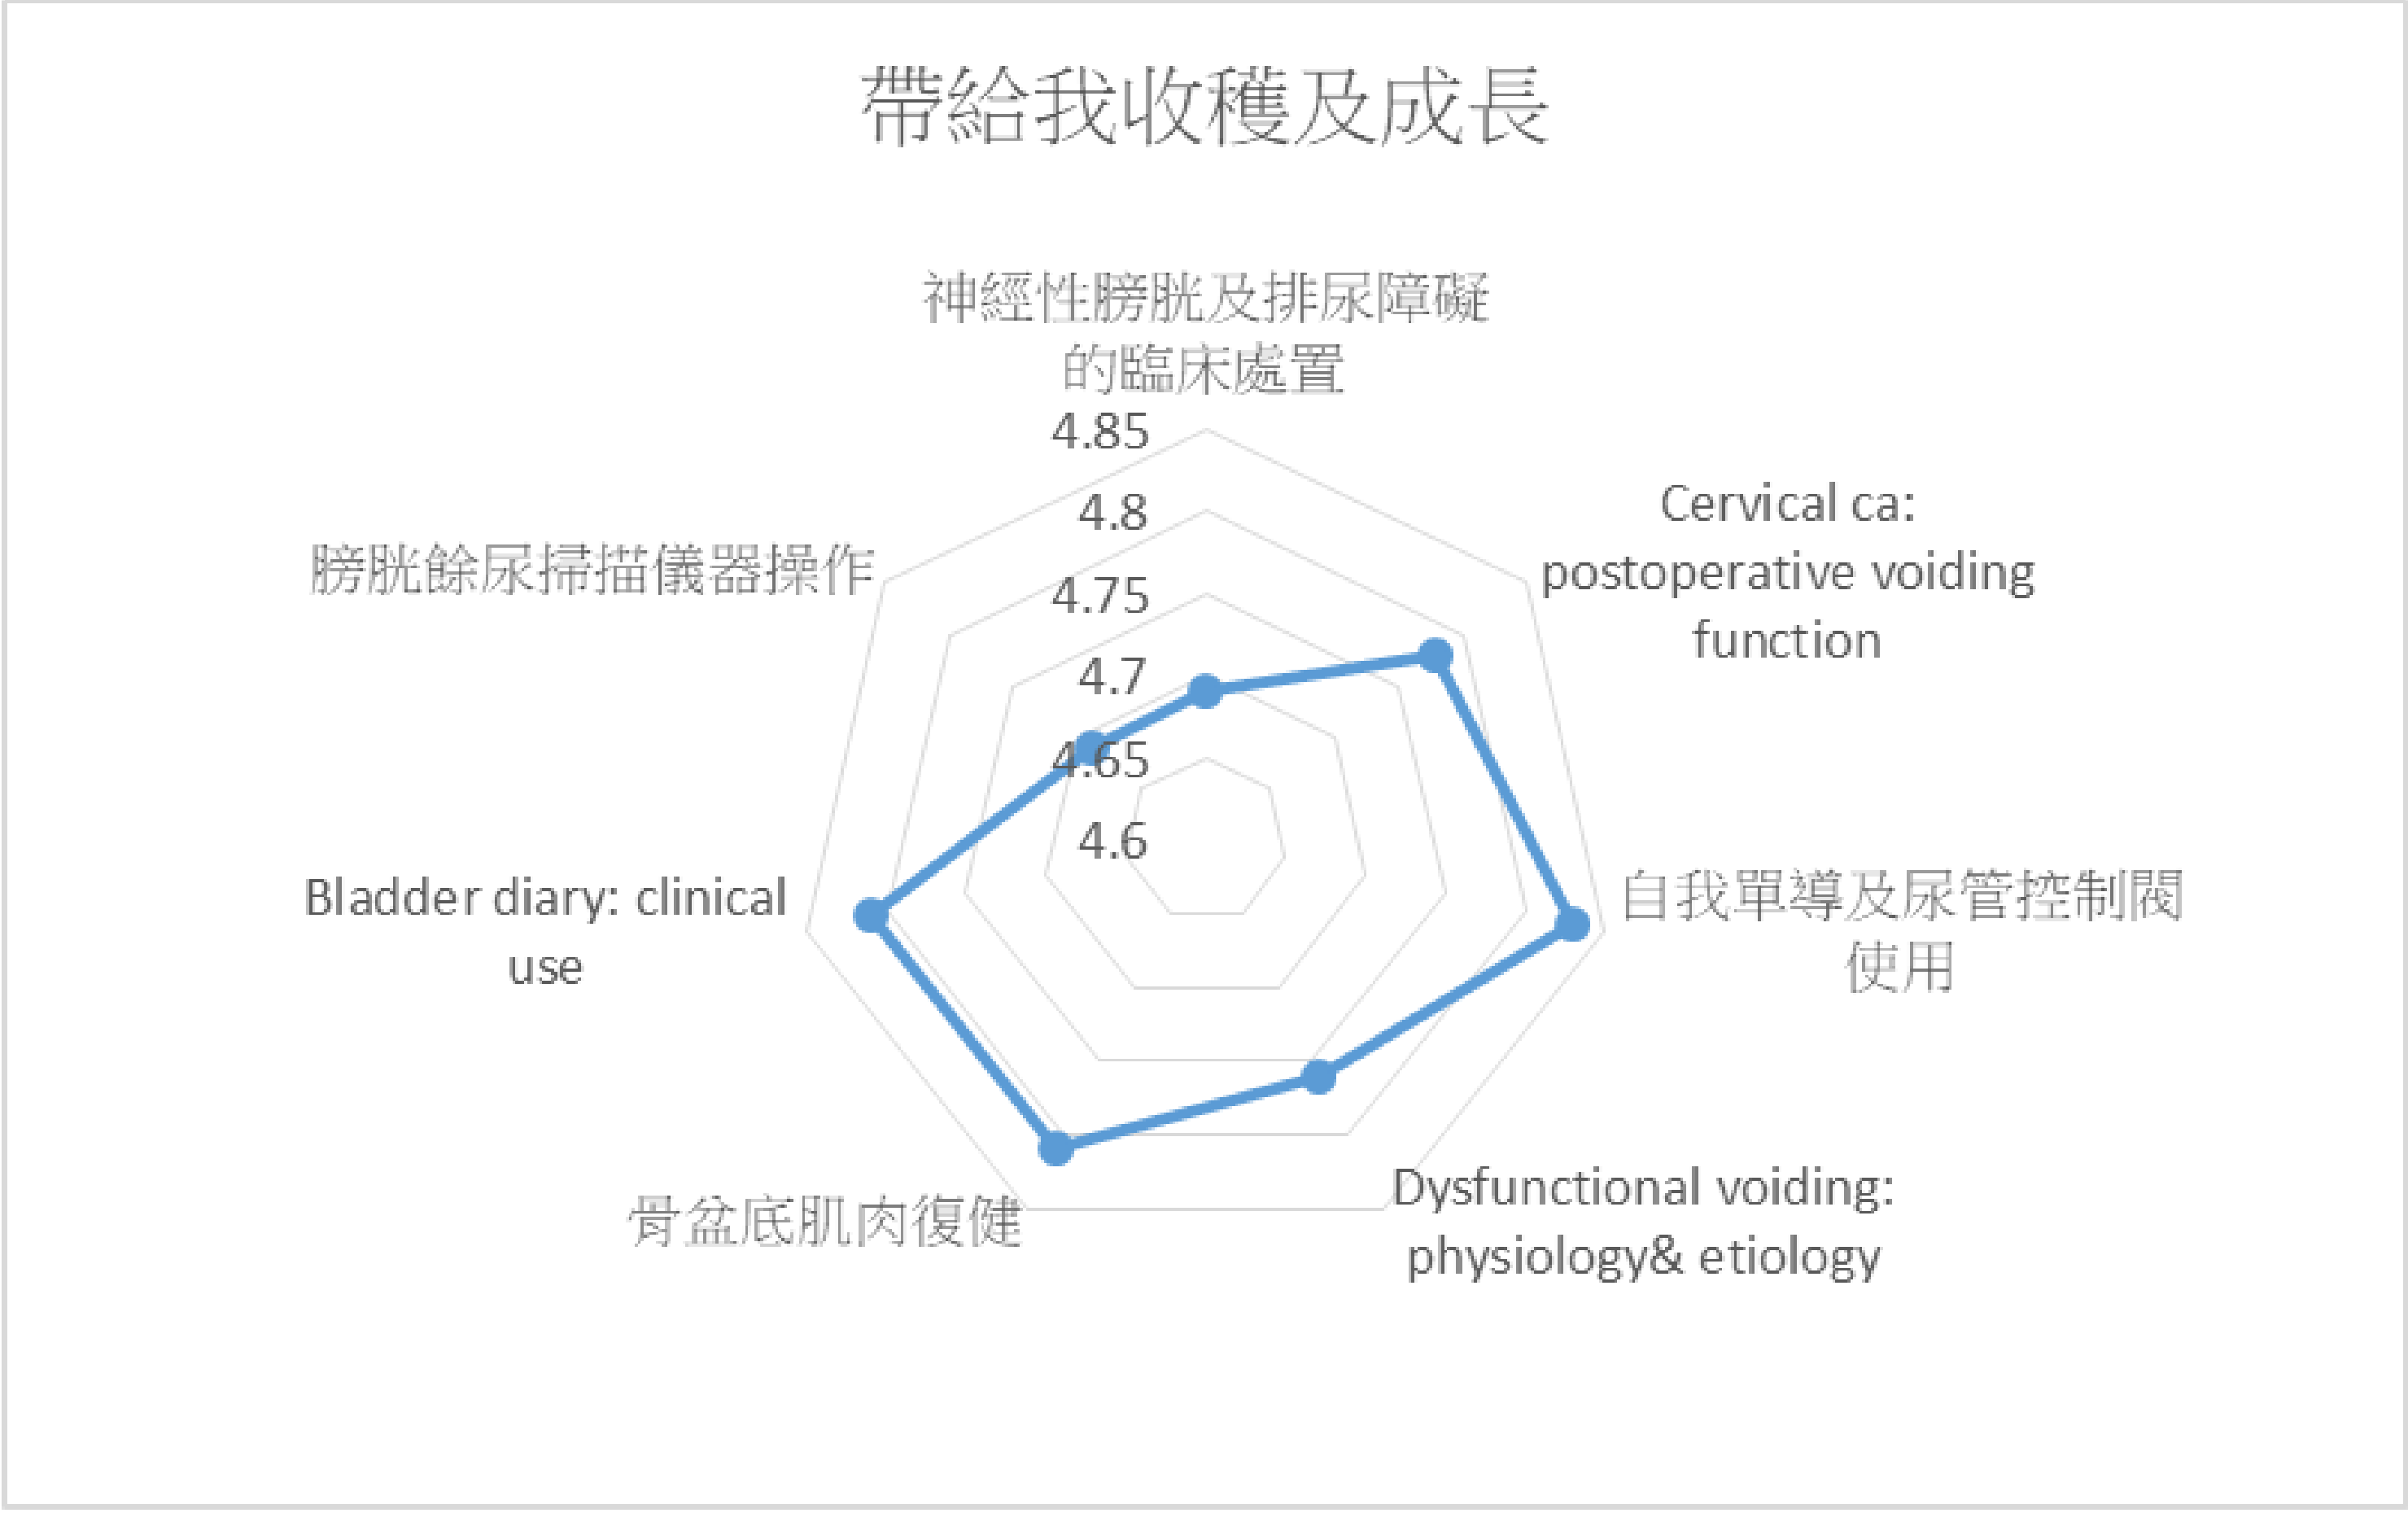 帶給我收穫及成長
神經性膀胱及排尿障礙
的臨床處置
4.85
4.8
4.75
4.7
4.65
4.6
Cervical ca:
postoperative voiding
function
自我單導及尿管控制閥
使用
Dysfunctional voiding:
physiology& etiology
骨盆底肌肉復健
Bladder diary: clinical
use
膀胱餘尿掃描儀器操作